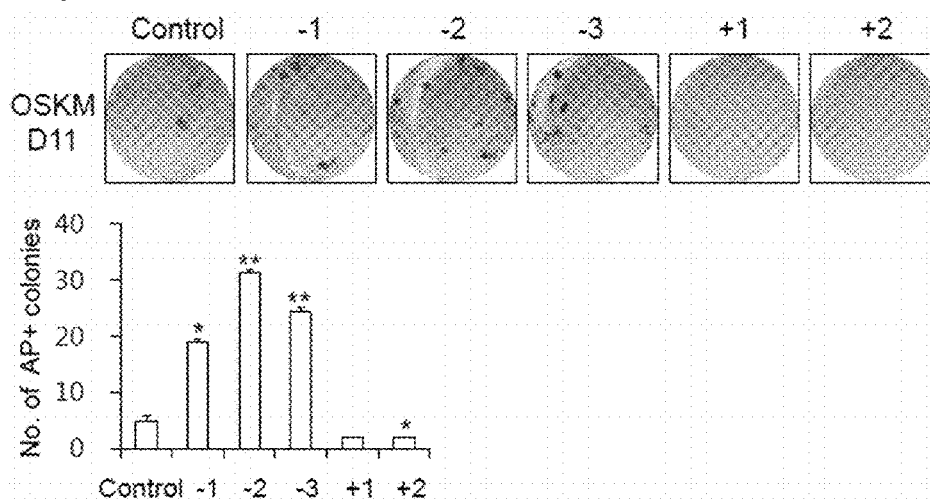 Control -1 -2 -3 +1 +2
OSKM
D11
No. of AP+ colonies
40
30
20
10
0
* ** ** *
Control -1 -2 -3 +1 +2